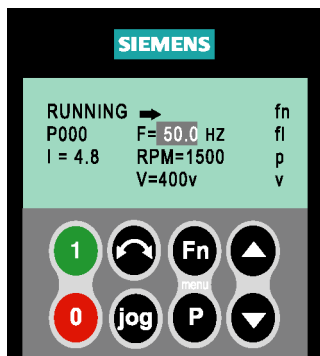 SIEMENS
RUNNING ➡ fn
P000 F= 50.0 HZ fl
I = 4.8 RPM=1500 p
V=400v v
1 Fn
menu
0 jog P